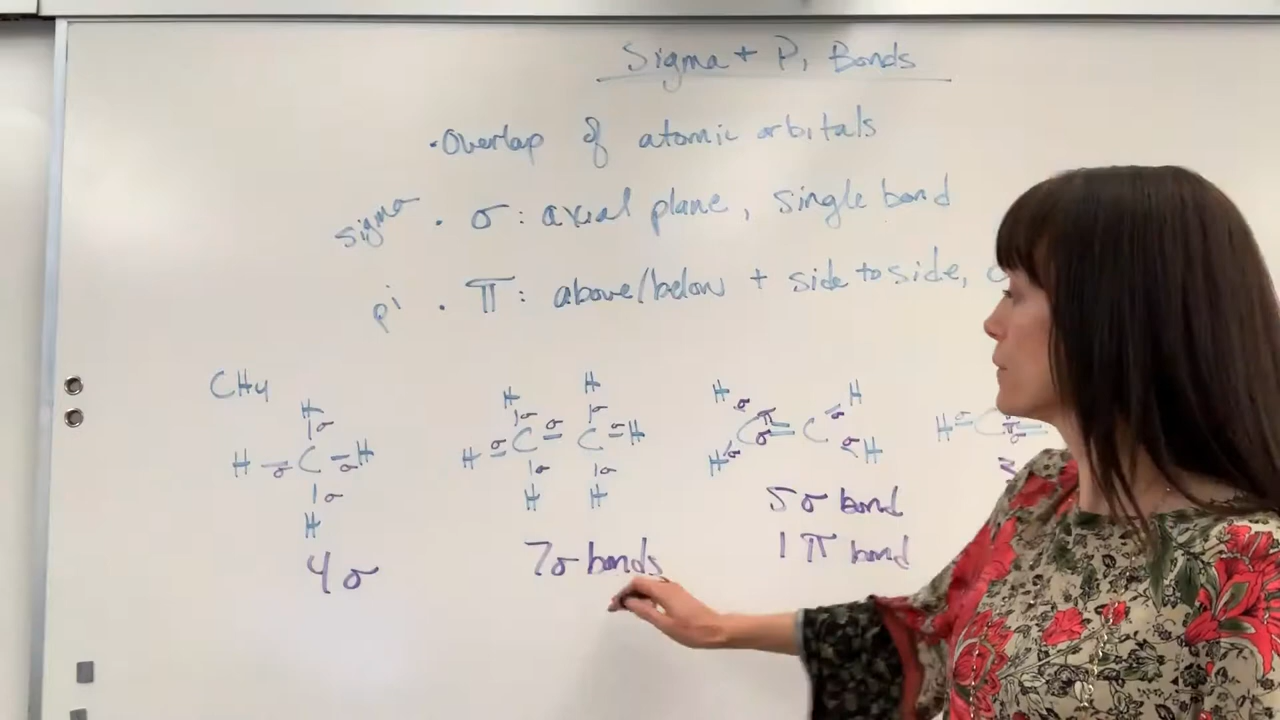 Sigma + Pi Bonds
• Overlap of atomic orbitals
sigma • σ: axial plane, single bond
pi • π: above/below + side to side,
CH4
H σ H σ C σ H σ H
H H σ σ H σ C σ C σ H σ σ H H
H σ H σ C π σ = C σ H σ H
H σ C π σ π
4 σ
7σ bonds
5 σ bond
1 π bond